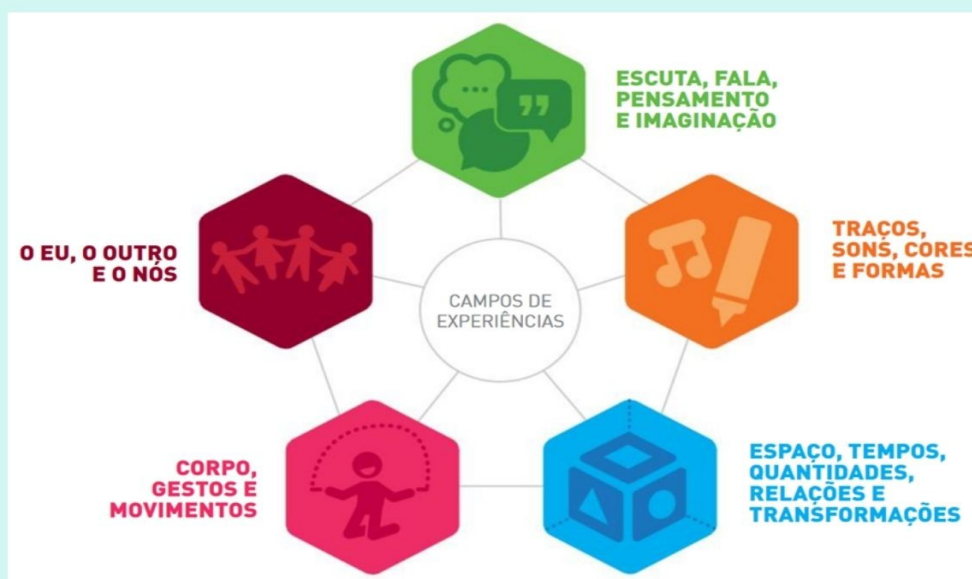 ESCUTA, FALA,
PENSAMENTO
E IMAGINAÇÃO
O EU, O OUTRO
E O NÓS
TRAÇOS,
SONS, CORES
E FORMAS
CAMPOS DE
EXPERIÊNCIAS
CORPO,
GESTOS E
MOVIMENTOS
ESPAÇO, TEMPOS,
QUANTIDADES,
RELAÇÕES E
TRANSFORMAÇÕES